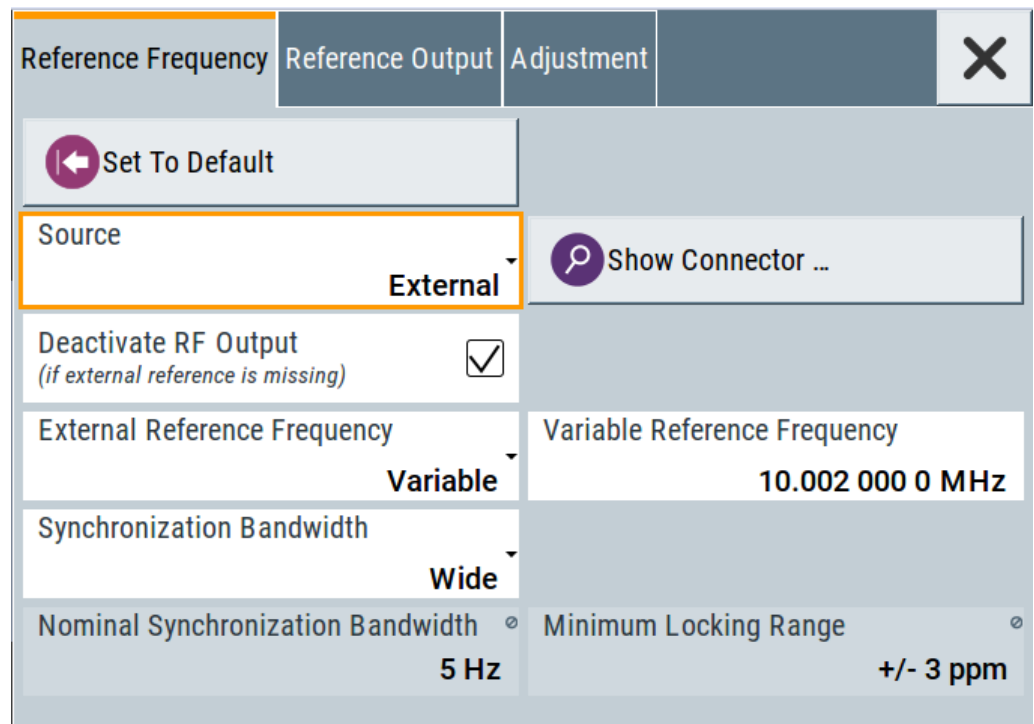 Reference Frequency
Reference Output
Adjustment
Set To Default
Source
External
Show Connector ...
Deactivate RF Output
(if external reference is missing)
External Reference Frequency
Variable
Variable Reference Frequency
10.002 000 0 MHz
Synchronization Bandwidth
Wide
Nominal Synchronization Bandwidth
5 Hz
Minimum Locking Range
+/- 3 ppm